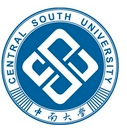 CENTRAL SOUTH UNIVERSITY
中南大學